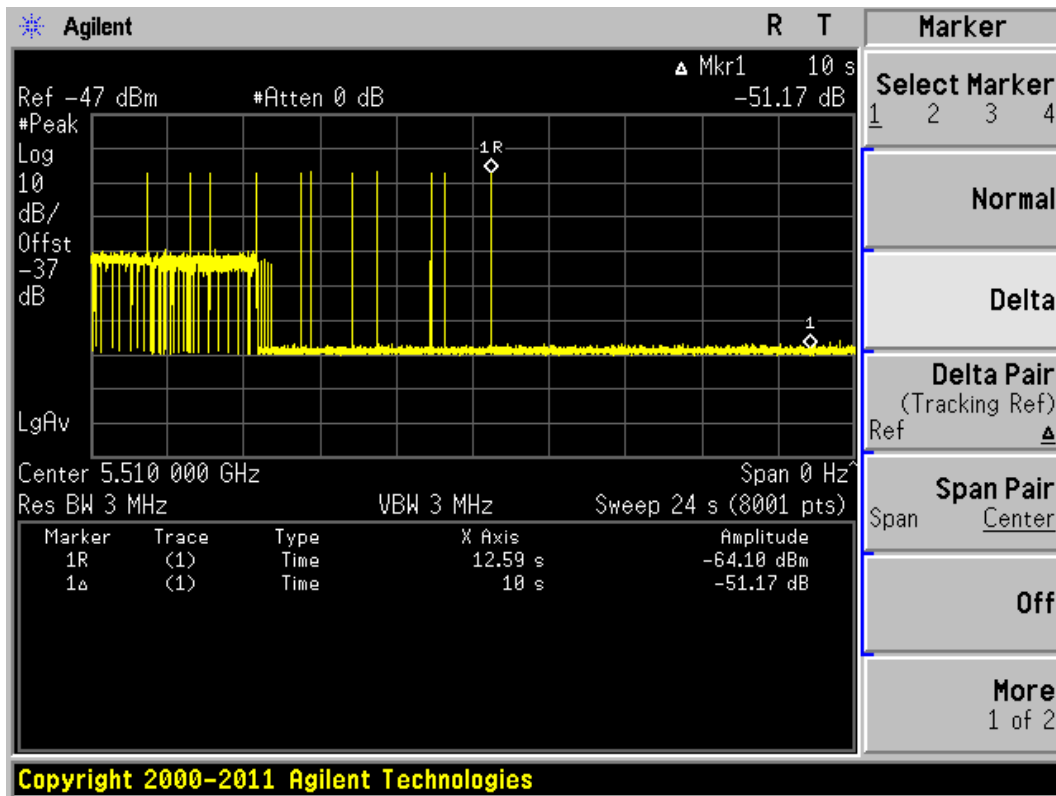 Agilent R T
Δ Mkr1 10 s
Ref -47 dBm #Atten 0 dB -51.17 dB
#Peak
Log
10
dB/
Offst
-37
dB
LgAv
1R
1
Center 5.510 000 GHz Span 0 Hz^
Res BW 3 MHz VBW 3 MHz Sweep 24 s (8001 pts)
Marker Trace Type X Axis Amplitude
1R (1) Time 12.59 s -64.10 dBm
1Δ (1) Time 10 s -51.17 dB
Marker
Select Marker
1 2 3 4
Normal
Delta
Delta Pair
(Tracking Ref)
Ref Δ
Span Pair
Span Center
Off
More
1 of 2
Copyright 2000-2011 Agilent Technologies